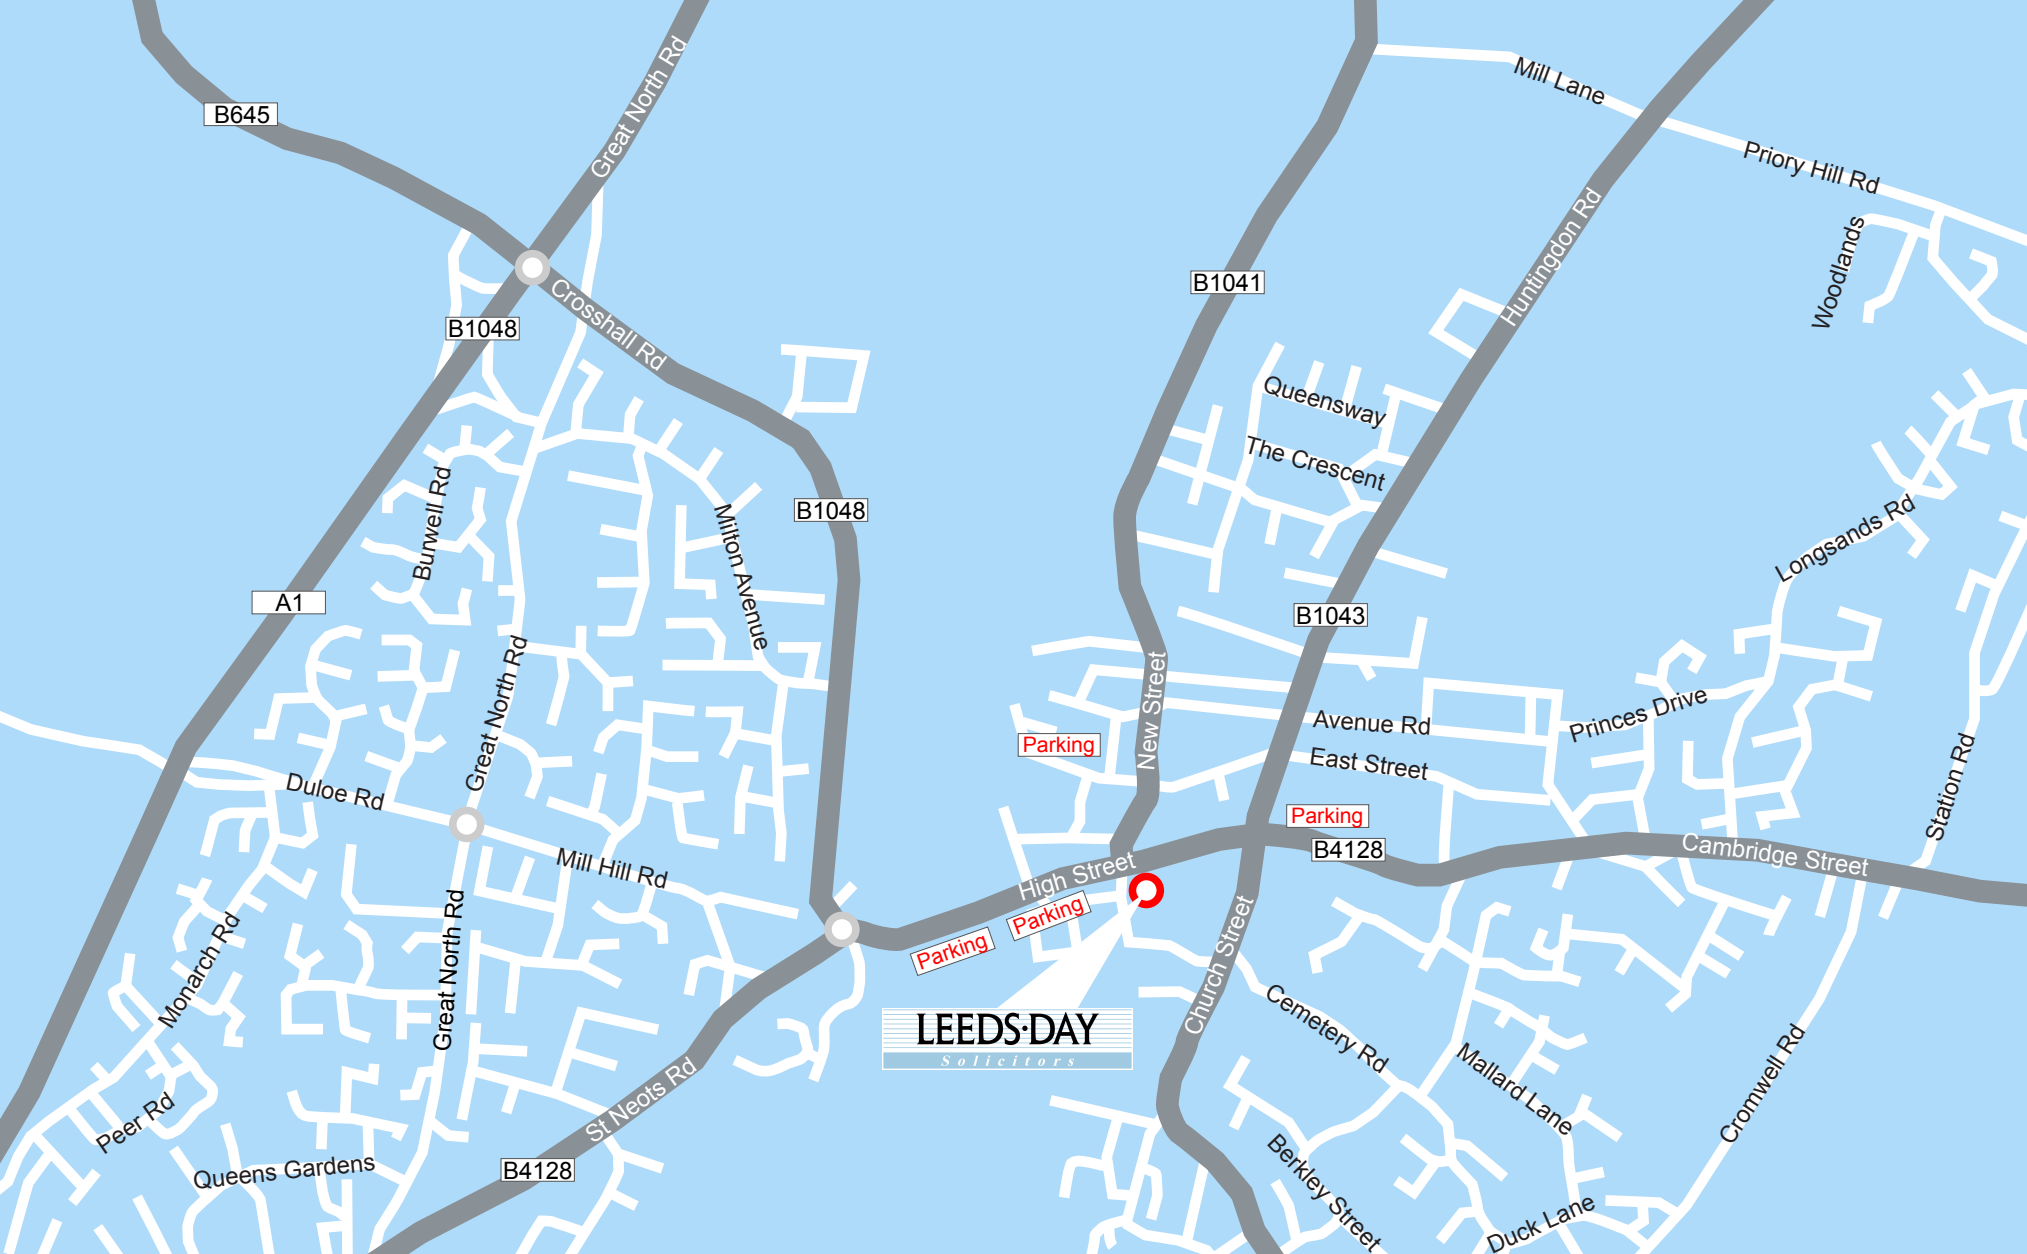 Great North Rd
Mill Lane
B645
Priory Hill Rd
Woodlands
Huntingdon Rd
B1041
Crosshall Rd
B1048
Queensway
The Crescent
Burwell Rd
B1048
Milton Avenue
Longsands Rd
A1
B1043
Great North Rd
New Street
Princes Drive
Avenue Rd
Parking
East Street
Station Rd
Duloe Rd
Parking
B4128
Cambridge Street
Mill Hill Rd
High Street
Parking
Parking
Great North Rd
Monarch Rd
Church Street
Cemetery Rd
LEEDS·DAY
Solicitors
Mallard Lane
Cromwell Rd
St Neots Rd
Peer Rd
Queens Gardens
B4128
Berkley Street
Duck Lane